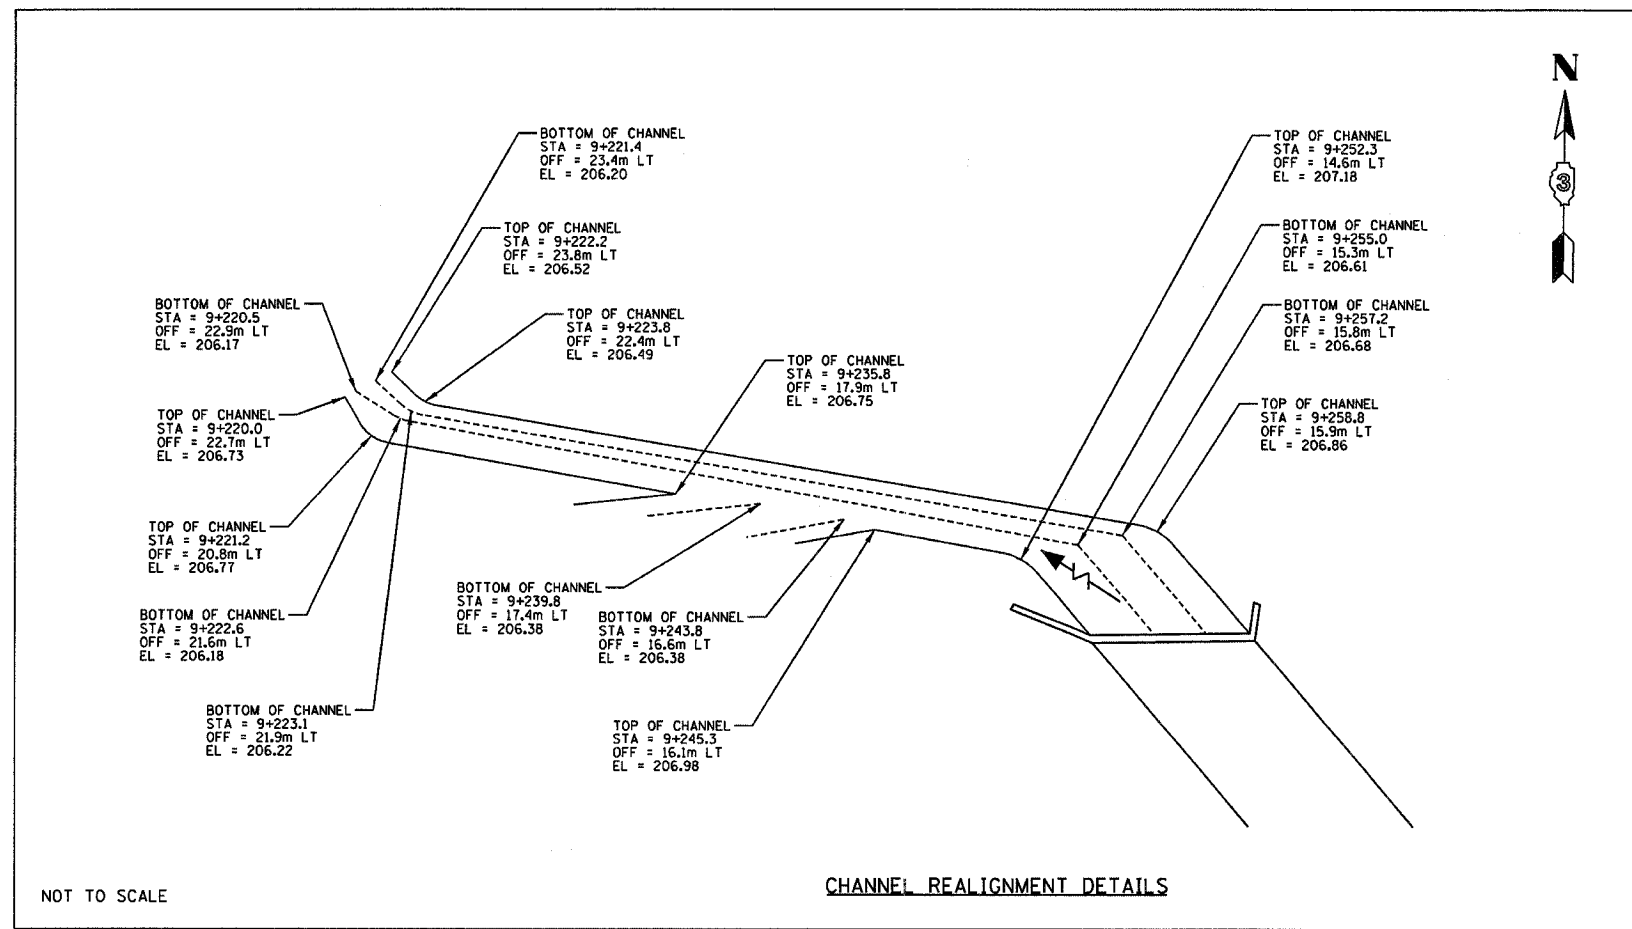 N
3
BOTTOM OF CHANNEL
STA = 9+221.4
OFF = 23.4m LT
EL = 206.20
TOP OF CHANNEL
STA = 9+252.3
OFF = 14.6m LT
EL = 207.18
TOP OF CHANNEL
STA = 9+222.2
OFF = 23.8m LT
EL = 206.52
BOTTOM OF CHANNEL
STA = 9+255.0
OFF = 15.3m LT
EL = 206.61
BOTTOM OF CHANNEL
STA = 9+220.5
OFF = 22.9m LT
EL = 206.17
TOP OF CHANNEL
STA = 9+223.8
OFF = 22.4m LT
EL = 206.49
BOTTOM OF CHANNEL
STA = 9+257.2
OFF = 15.8m LT
EL = 206.68
TOP OF CHANNEL
STA = 9+235.8
OFF = 17.9m LT
EL = 206.75
TOP OF CHANNEL
STA = 9+220.0
OFF = 22.7m LT
EL = 206.73
TOP OF CHANNEL
STA = 9+258.8
OFF = 15.9m LT
EL = 206.86
TOP OF CHANNEL
STA = 9+221.2
OFF = 20.8m LT
EL = 206.77
BOTTOM OF CHANNEL
STA = 9+239.8
OFF = 17.4m LT
EL = 206.38
BOTTOM OF CHANNEL
STA = 9+222.6
OFF = 21.6m LT
EL = 206.18
BOTTOM OF CHANNEL
STA = 9+243.8
OFF = 16.6m LT
EL = 206.38
BOTTOM OF CHANNEL
STA = 9+223.1
OFF = 21.9m LT
EL = 206.22
TOP OF CHANNEL
STA = 9+245.3
OFF = 16.1m LT
EL = 206.98
NOT TO SCALE
CHANNEL REALIGNMENT DETAILS